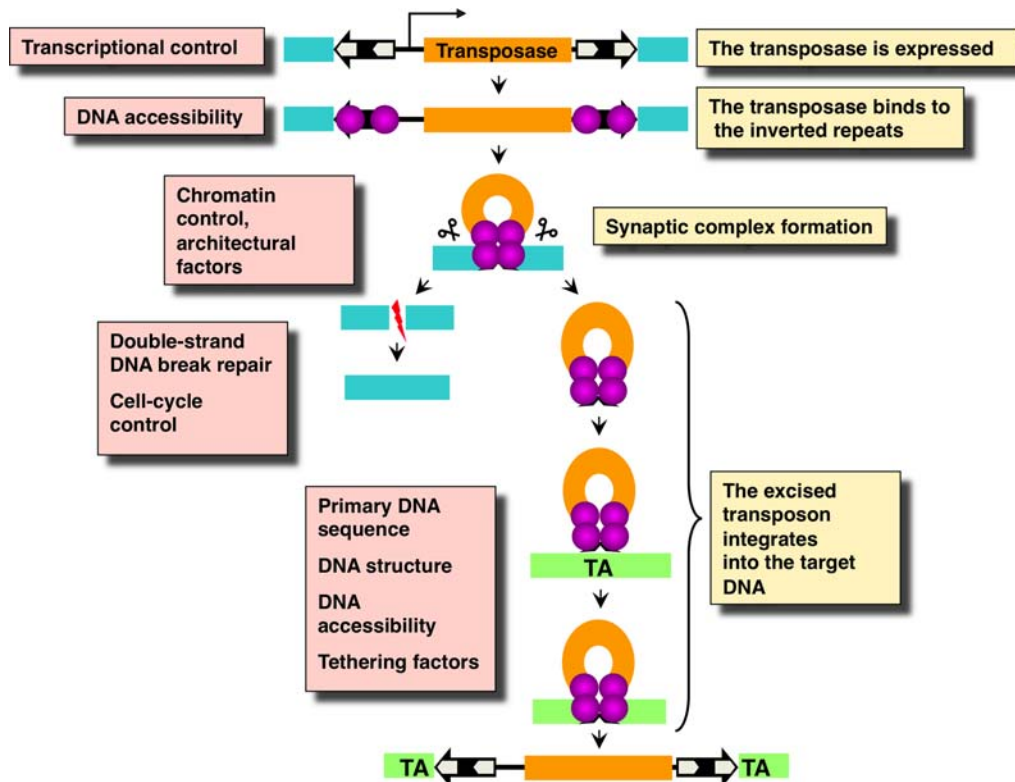 Transcriptional control
Transposase
The transposase is expressed
DNA accessibility
The transposase binds to
the inverted repeats
Chromatin
control,
architectural
factors
Synaptic complex formation
Double-strand
DNA break repair
Cell-cycle
control
Primary DNA
sequence
DNA structure
DNA
accessibility
Tethering factors
TA
The excised
transposon
integrates
into the target
DNA
TA
TA